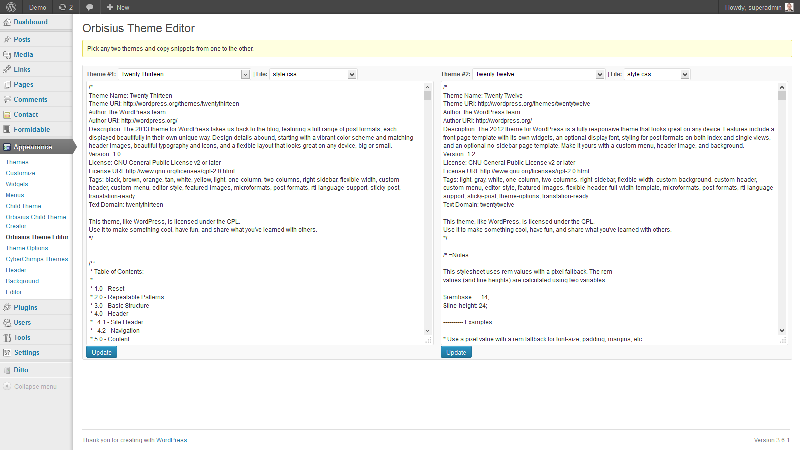 Demo 2 New Howdy, superadmin
Dashboard
Posts
Media
Links
Pages
Comments
Contact
Formidable
Appearance
Themes
Customize
Widgets
Menus
Child Theme
Orbisius Child Theme
Creator
Orbisius Theme Editor
Theme Options
CyberChimps Themes
Header
Background
Editor
Plugins
Users
Tools
Settings
Ditto
Collapse menu
Orbisius Theme Editor
Pick any two themes and copy snippets from one to the other.
Theme #1: Twenty Thirteen | File: style.css
/*
Theme Name: Twenty Thirteen
Theme URI: http://wordpress.org/themes/twentythirteen
Author: the WordPress team
Author URI: http://wordpress.org/
Description: The 2013 theme for WordPress takes us back to the blog, featuring a full range of post formats, each
displayed beautifully in their own unique way. Design details abound, starting with a vibrant color scheme and matching
header images, beautiful typography and icons, and a flexible layout that looks great on any device, big or small.
Version: 1.0
License: GNU General Public License v2 or later
License URI: http://www.gnu.org/licenses/gpl-2.0.html
Tags: black, brown, orange, tan, white, yellow, light, one-column, two-columns, right-sidebar, flexible-width, custom-
header, custom-menu, editor-style, featured-images, microformats, post-formats, rtl-language-support, sticky-post,
translation-ready
Text Domain: twentythirteen
This theme, like WordPress, is licensed under the GPL.
Use it to make something cool, have fun, and share what you've learned with others.
*/
/**
* Table of Contents:
*
* 1.0 - Reset
* 2.0 - Repeatable Patterns
* 3.0 - Basic Structure
* 4.0 - Header
* 4.1 - Site Header
* 4.2 - Navigation
* 5.0 - Content
Update
Theme #2: Twenty Twelve | File: style.css
/*
Theme Name: Twenty Twelve
Theme URI: http://wordpress.org/themes/twentytwelve
Author: the WordPress team
Author URI: http://wordpress.org/
Description: The 2012 theme for WordPress is a fully responsive theme that looks great on any device. Features include a
front page template with its own widgets, an optional display font, styling for post formats on both index and single views,
and an optional no-sidebar page template. Make it yours with a custom menu, header image, and background.
Version: 1.2
License: GNU General Public License v2 or later
License URI: http://www.gnu.org/licenses/gpl-2.0.html
Tags: light, gray, white, one-column, two-columns, right-sidebar, flexible-width, custom-background, custom-header,
custom-menu, editor-style, featured-images, flexible-header, full-width-template, microformats, post-formats, rtl-language-
support, sticky-post, theme-options, translation-ready
Text Domain: twentytwelve
This theme, like WordPress, is licensed under the GPL.
Use it to make something cool, have fun, and share what you've learned with others.
*/
/* =Notes
This stylesheet uses rem values with a pixel fallback. The rem
values (and line heights) are calculated using two variables:
$rembase: 14;
$line-height: 24;
---------- Examples
* Use a pixel value with a rem fallback for font-size, padding, margins, etc.
Update
Thank you for creating with WordPress. Version 3.6.1